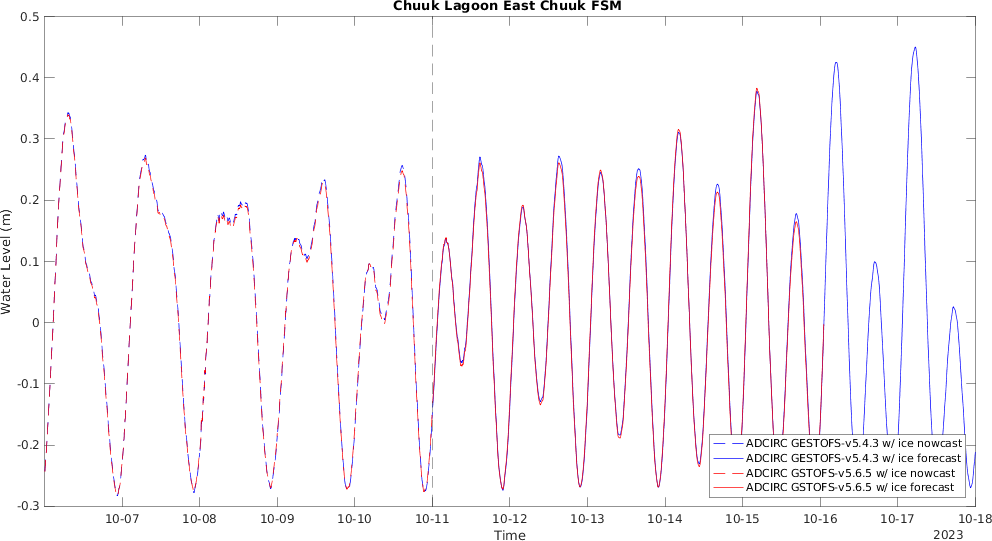 Chuuk Lagoon East Chuuk FSM
0.5
0.4
0.3
0.2
0.1
0
-0.1
-0.2
-0.3
Water Level (m)
ADCIRC GESTOFS-v5.4.3 w/ ice nowcast
ADCIRC GESTOFS-v5.4.3 w/ ice forecast
ADCIRC GSTOFS-v5.6.5 w/ ice nowcast
ADCIRC GSTOFS-v5.6.5 w/ ice forecast
10-07 10-08 10-09 10-10 10-11 10-12 10-13 10-14 10-15 10-16 10-17 10-18
Time
2023